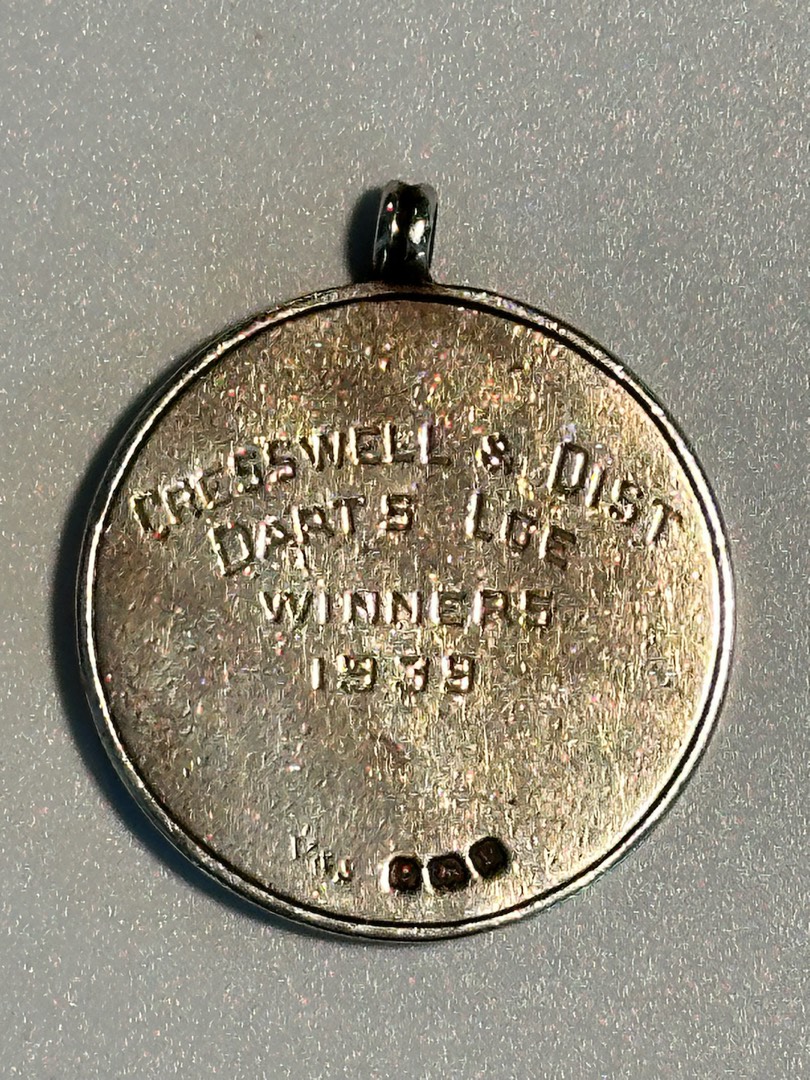 CRESSWELL & DIST
DARTS LGE
WINNERS
1939